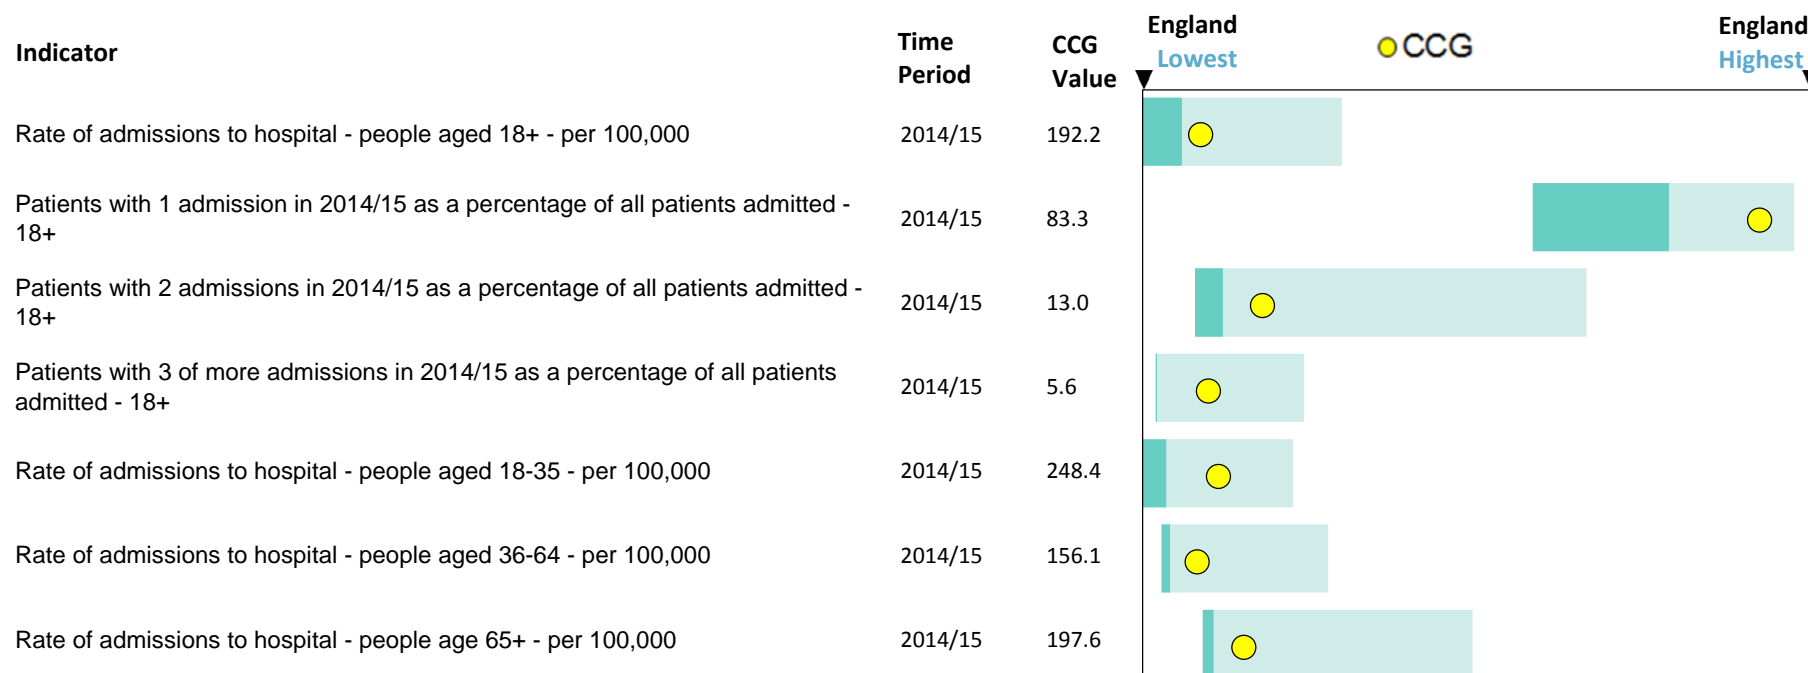 Indicator
Time
Period
CCG
Value
England
Lowest
CCG
England
Highest
Rate of admissions to hospital - people aged 18+ - per 100,000 2014/15 192.2
Patients with 1 admission in 2014/15 as a percentage of all patients admitted -
18+ 2014/15 83.3
Patients with 2 admissions in 2014/15 as a percentage of all patients admitted -
18+ 2014/15 13.0
Patients with 3 of more admissions in 2014/15 as a percentage of all patients
admitted - 18+ 2014/15 5.6
Rate of admissions to hospital - people aged 18-35 - per 100,000 2014/15 248.4
Rate of admissions to hospital - people aged 36-64 - per 100,000 2014/15 156.1
Rate of admissions to hospital - people age 65+ - per 100,000 2014/15 197.6